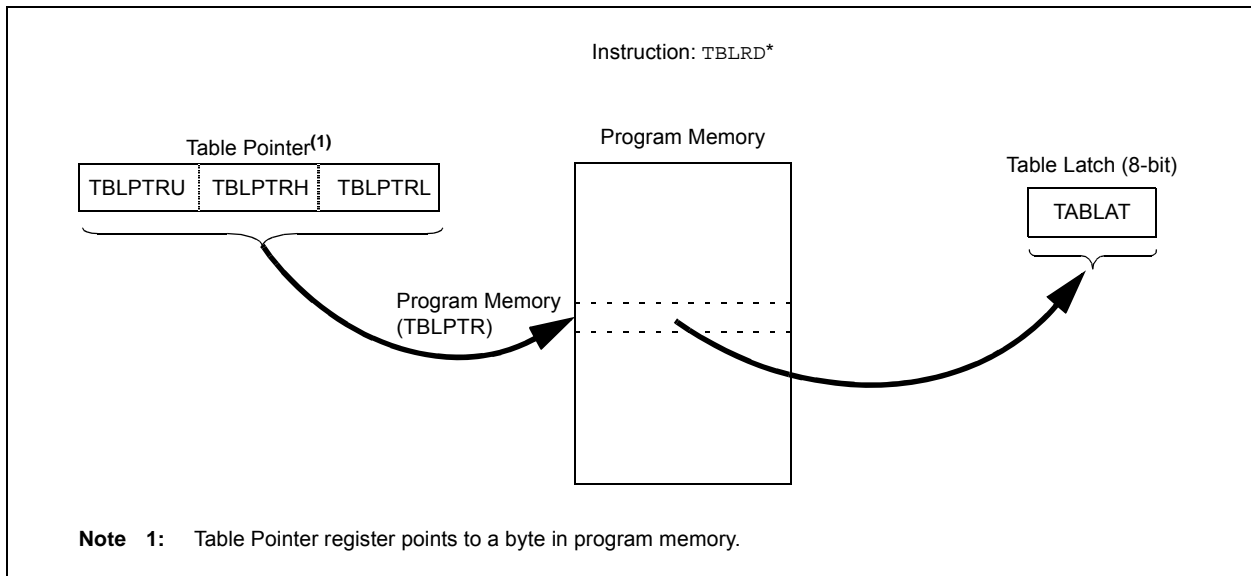 Instruction: TBLRD*
Table Pointer(1)
TBLPTRU TBLPTRH TBLPTRL
Program Memory
(TBLPTR)
Program Memory
Table Latch (8-bit)
TABLAT
Note 1: Table Pointer register points to a byte in program memory.